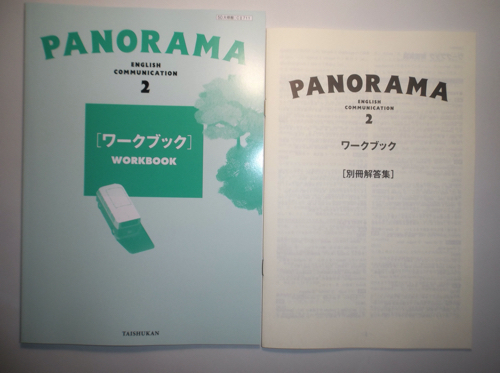 PANORAMA
ENGLISH
COMMUNICATION
2
[ワークブック]
WORKBOOK
TAISHUKAN
PANORAMA
ENGLISH
COMMUNICATION
2
ワークブック
[別冊解答集]